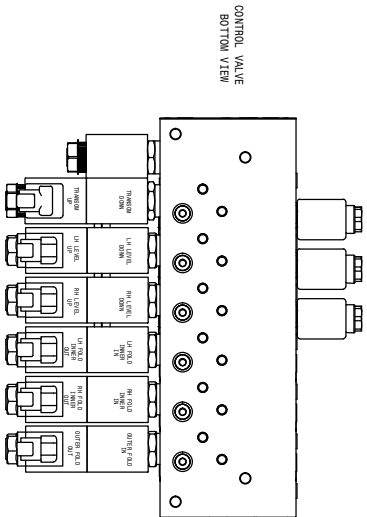 CONTROL VALVE
BOTTOM VIEW
TRANSOM
UP
TRANSOM
DOWN
LH LEVEL
UP
LH LEVEL
DOWN
RH LEVEL
UP
RH LEVEL
DOWN
LH FOLD
INNER
OUT
LH FOLD
INNER
IN
RH FOLD
INNER
OUT
RH FOLD
INNER
IN
OUTER FOLD
OUT
OUTER FOLD
IN